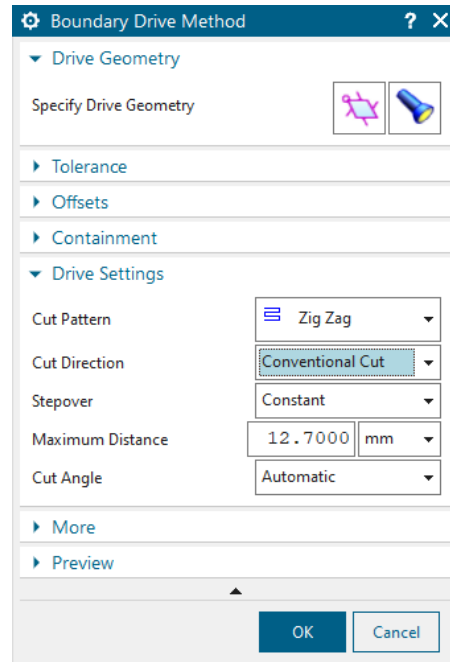 Boundary Drive Method ? ✕
Drive Geometry
Specify Drive Geometry
Tolerance
Offsets
Containment
Drive Settings
Cut Pattern Zig Zag
Cut Direction Conventional Cut
Stepover Constant
Maximum Distance 12.7000 mm
Cut Angle Automatic
More
Preview
OK Cancel